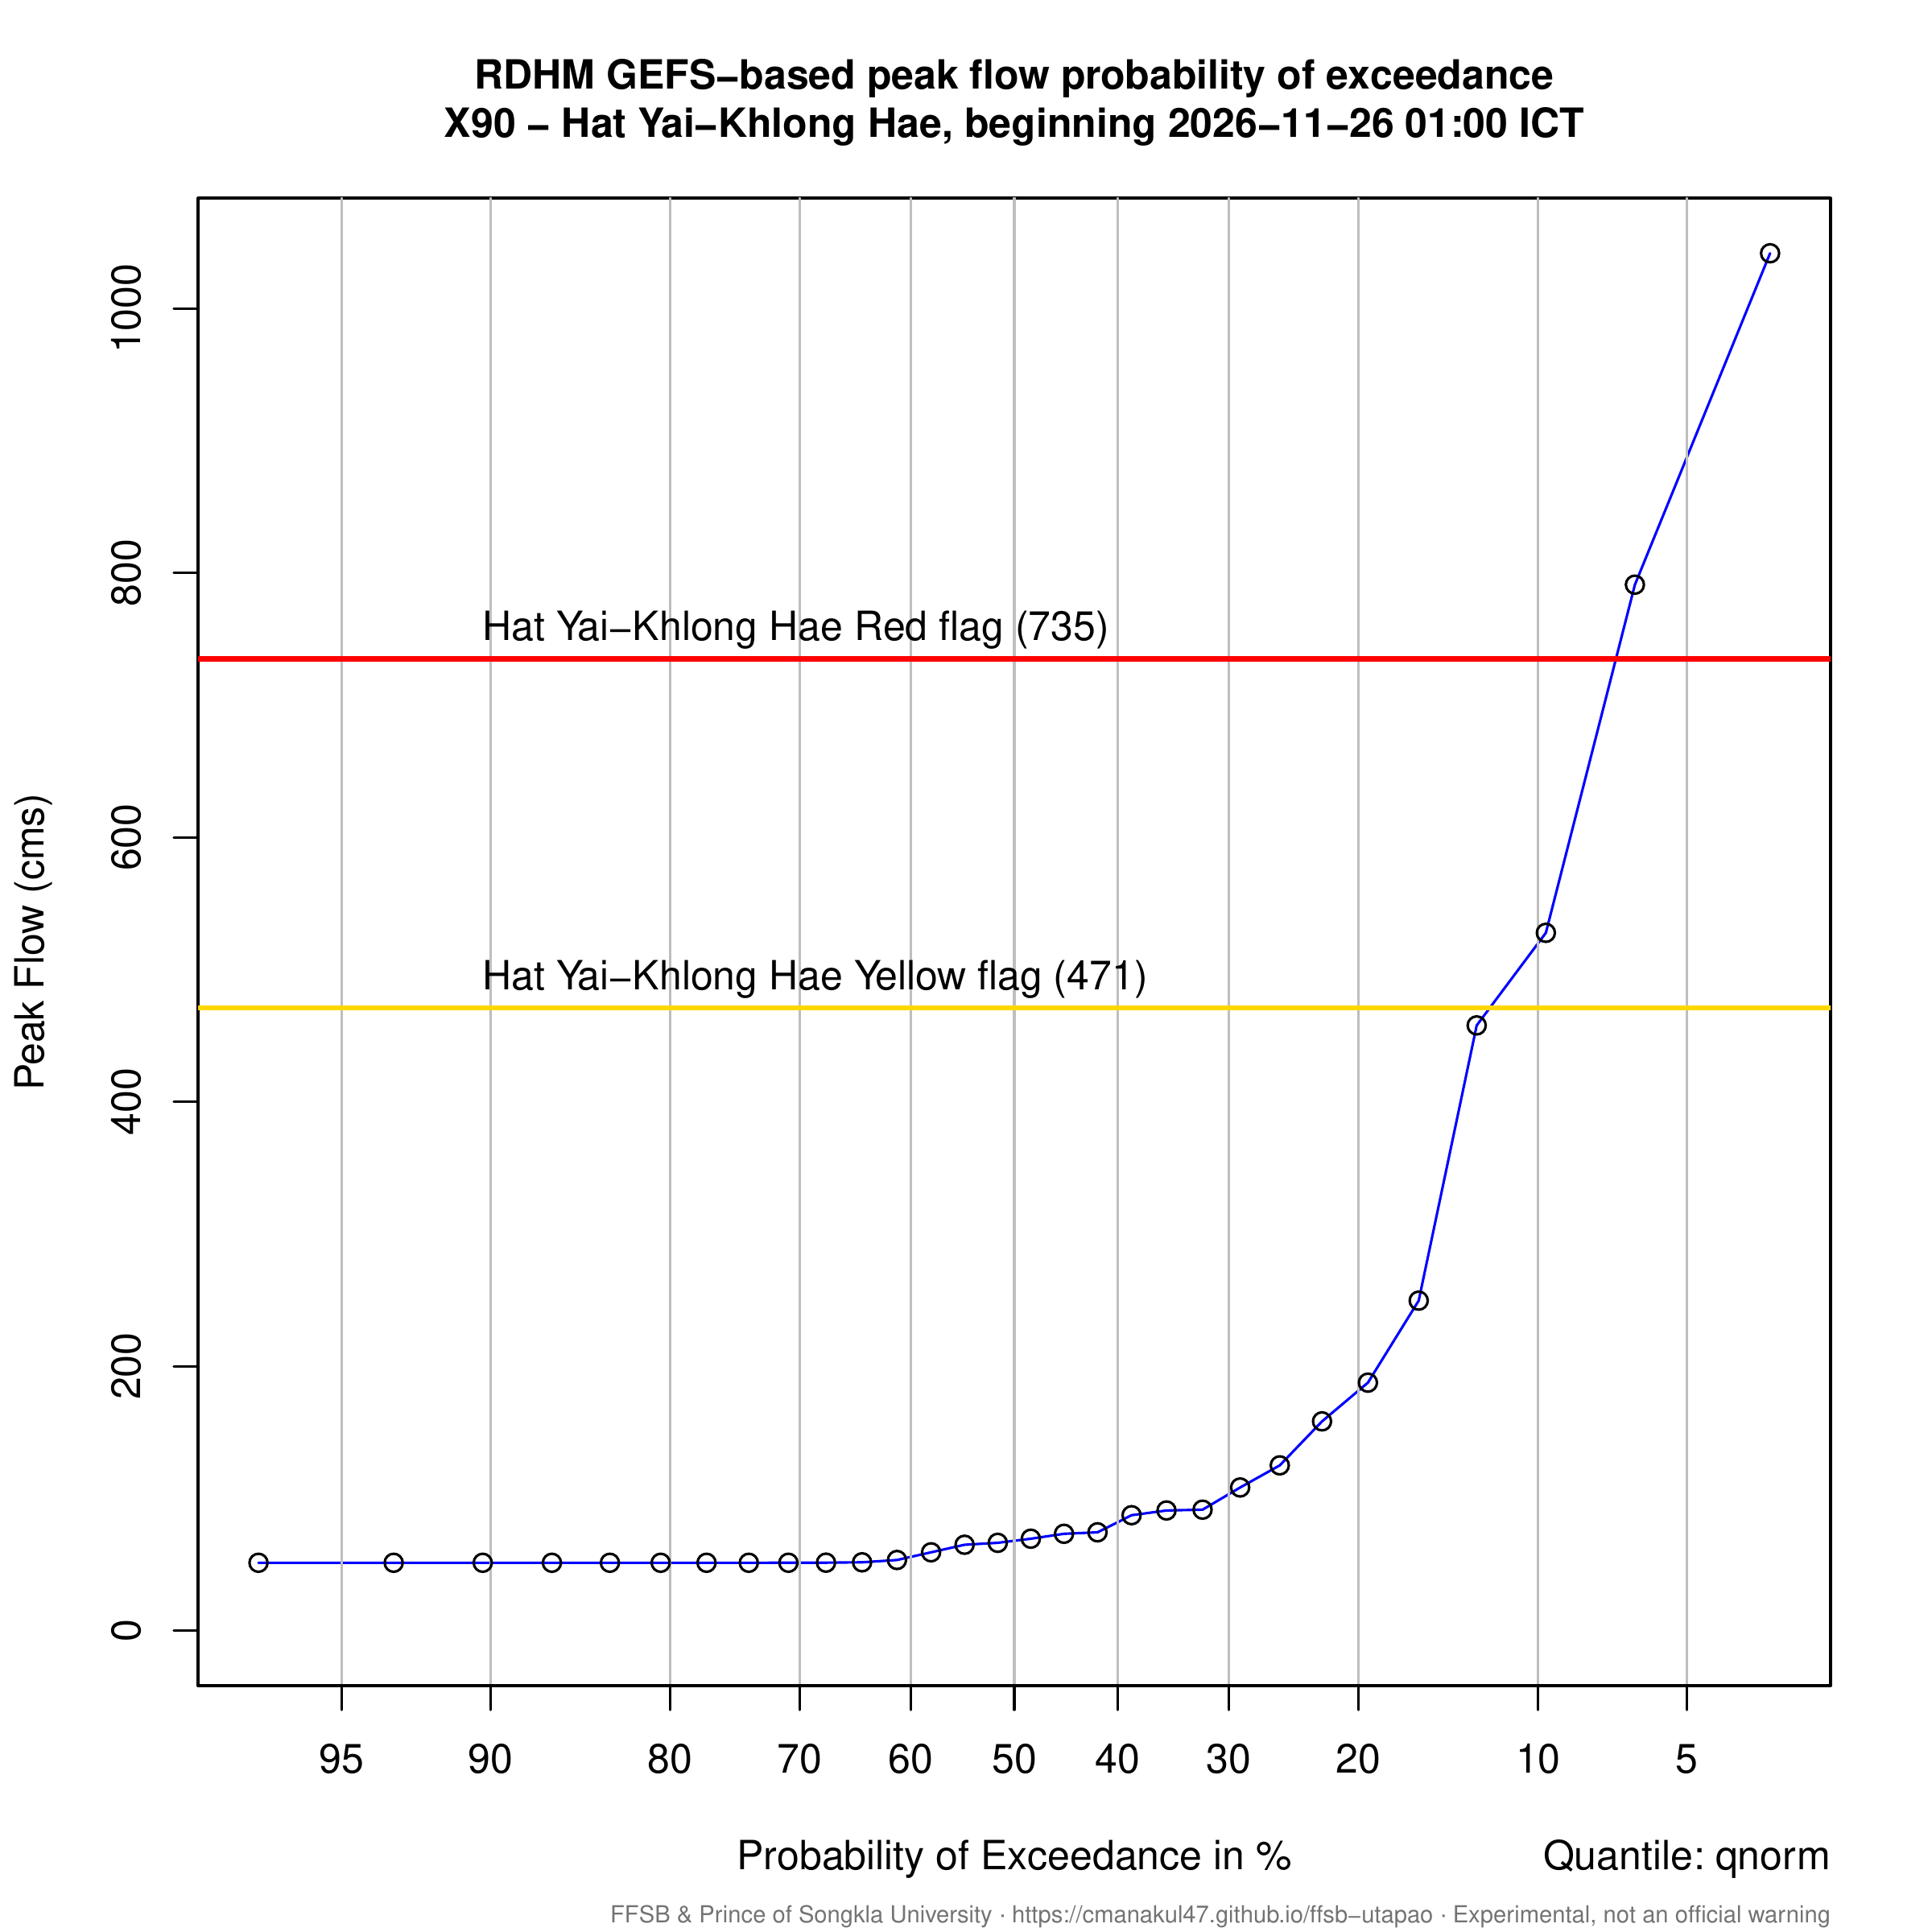 RDHM GEFS–based peak flow probability of exceedance
X90 – Hat Yai–Khlong Hae, beginning 2026–11–26 01:00 ICT
Peak Flow (cms)
1000
800
600
400
200
0
Hat Yai–Khlong Hae Red flag (735)
Hat Yai–Khlong Hae Yellow flag (471)
95 90 80 70 60 50 40 30 20 10 5
Probability of Exceedance in %
Quantile: qnorm
FFSB & Prince of Songkla University · https://cmanakul47.github.io/ffsb–utapao · Experimental, not an official warning